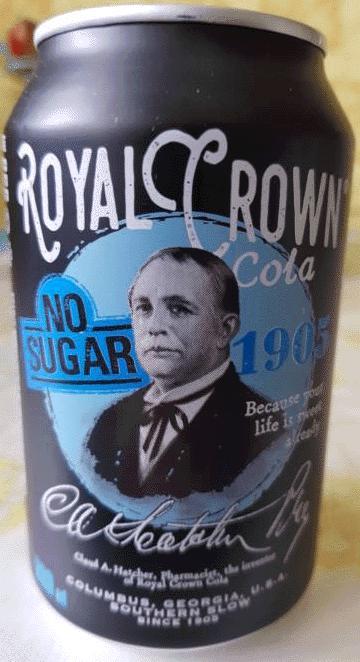 ROYAL CROWN
Cola
NO
SUGAR
1905
Because your
life is sweet
already
Claud A. Hatcher, Pharmacist, the inventor
of Royal Crown Cola
COLUMBUS, GEORGIA, U.S.A.
SOUTHERN SLOW
SINCE 1905